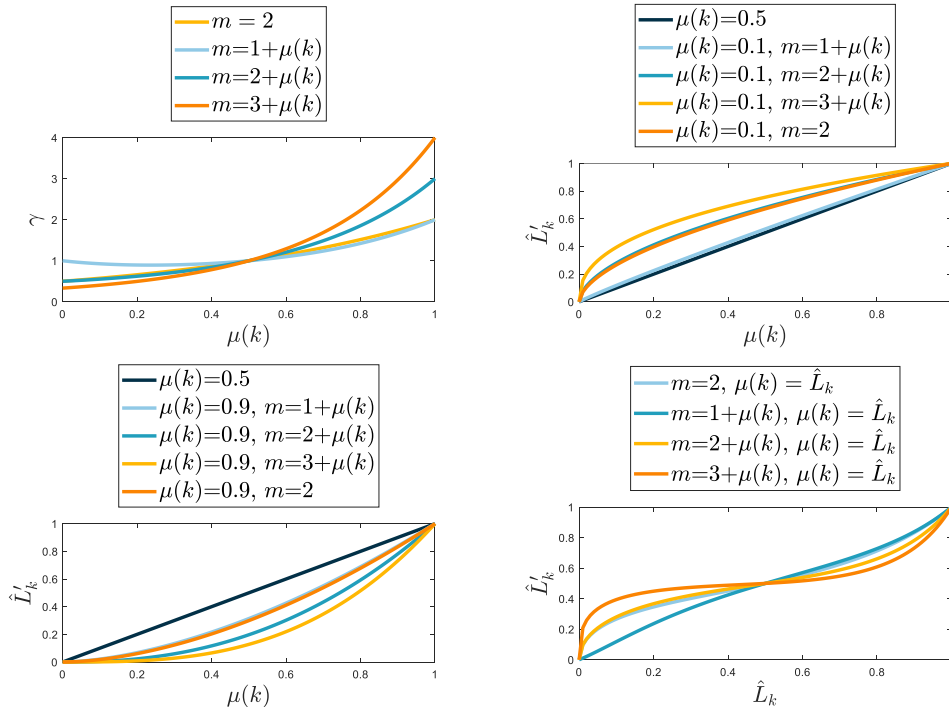 m = 2
m=1+μ(k)
m=2+μ(k)
m=3+μ(k)
4
3
2
1
0
γ
0 0.2 0.4 0.6 0.8 1
μ(k)
μ(k)=0.5
μ(k)=0.1, m=1+μ(k)
μ(k)=0.1, m=2+μ(k)
μ(k)=0.1, m=3+μ(k)
μ(k)=0.1, m=2
1
0.8
0.6
0.4
0.2
0
L̂′ₖ
0 0.2 0.4 0.6 0.8
μ(k)
μ(k)=0.5
μ(k)=0.9, m=1+μ(k)
μ(k)=0.9, m=2+μ(k)
μ(k)=0.9, m=3+μ(k)
μ(k)=0.9, m=2
1
0.8
0.6
0.4
0.2
0
L̂′ₖ
0 0.2 0.4 0.6 0.8 1
μ(k)
m=2, μ(k) = L̂ₖ
m=1+μ(k), μ(k) = L̂ₖ
m=2+μ(k), μ(k) = L̂ₖ
m=3+μ(k), μ(k) = L̂ₖ
1
0.8
0.6
0.4
0.2
0
L̂′ₖ
0 0.2 0.4 0.6 0.8
L̂ₖ